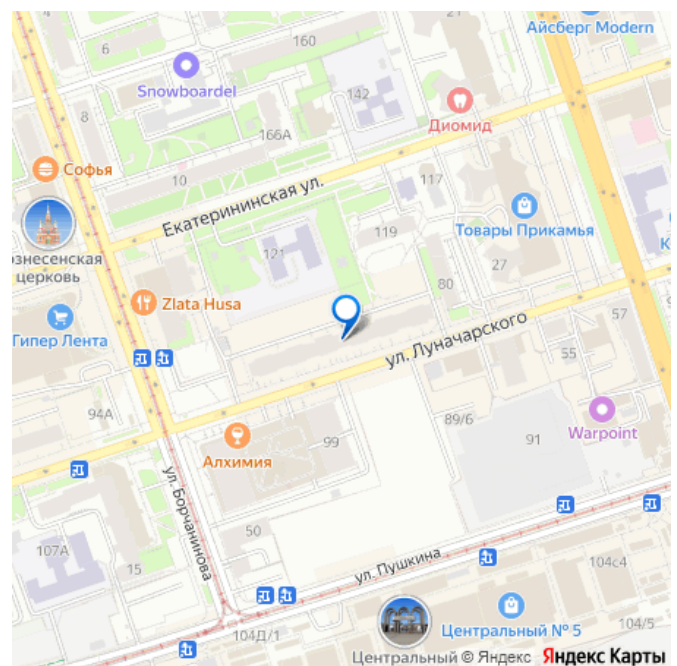 Айсберг Modern
6
160
Snowboardel
142
8
Диомид
166А
Софья
10
117
Екатерининская ул.
Товары Прикамья
119
ознесенская
церковь
121
27
К
80
Zlata Husa
57
Гипер Лента
ул. Луначарского
55
94А
89/6
99
91
Warpoint
Алхимия
ул. Борчанинова
50
107А
15
ул. Пушкина
104с4
104Д/1
Центральный № 5
104/5
Центральный © Яндекс Яндекс Карты